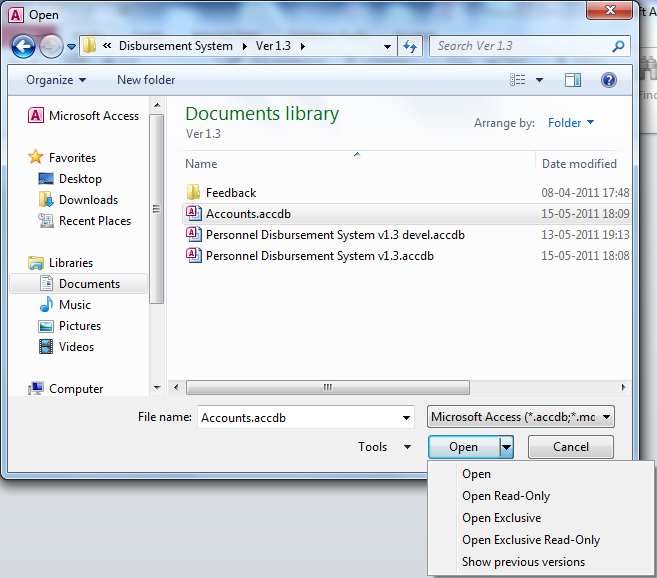 Open
Disbursement System
Ver 1.3
Search Ver 1.3
Organize
New folder
Microsoft Access
Favorites
Desktop
Downloads
Recent Places
Libraries
Documents
Music
Pictures
Videos
Computer
Documents library
Ver 1.3
Arrange by: Folder
Name Date modified
Feedback 08-04-2011 17:48
Accounts.accdb 15-05-2011 18:09
Personnel Disbursement System v1.3 devel.accdb 13-05-2011 19:13
Personnel Disbursement System v1.3.accdb 15-05-2011 18:08
File name: Accounts.accdb
Microsoft Access (*.accdb;*.mc
Tools
Open
Cancel
Open
Open Read-Only
Open Exclusive
Open Exclusive Read-Only
Show previous versions